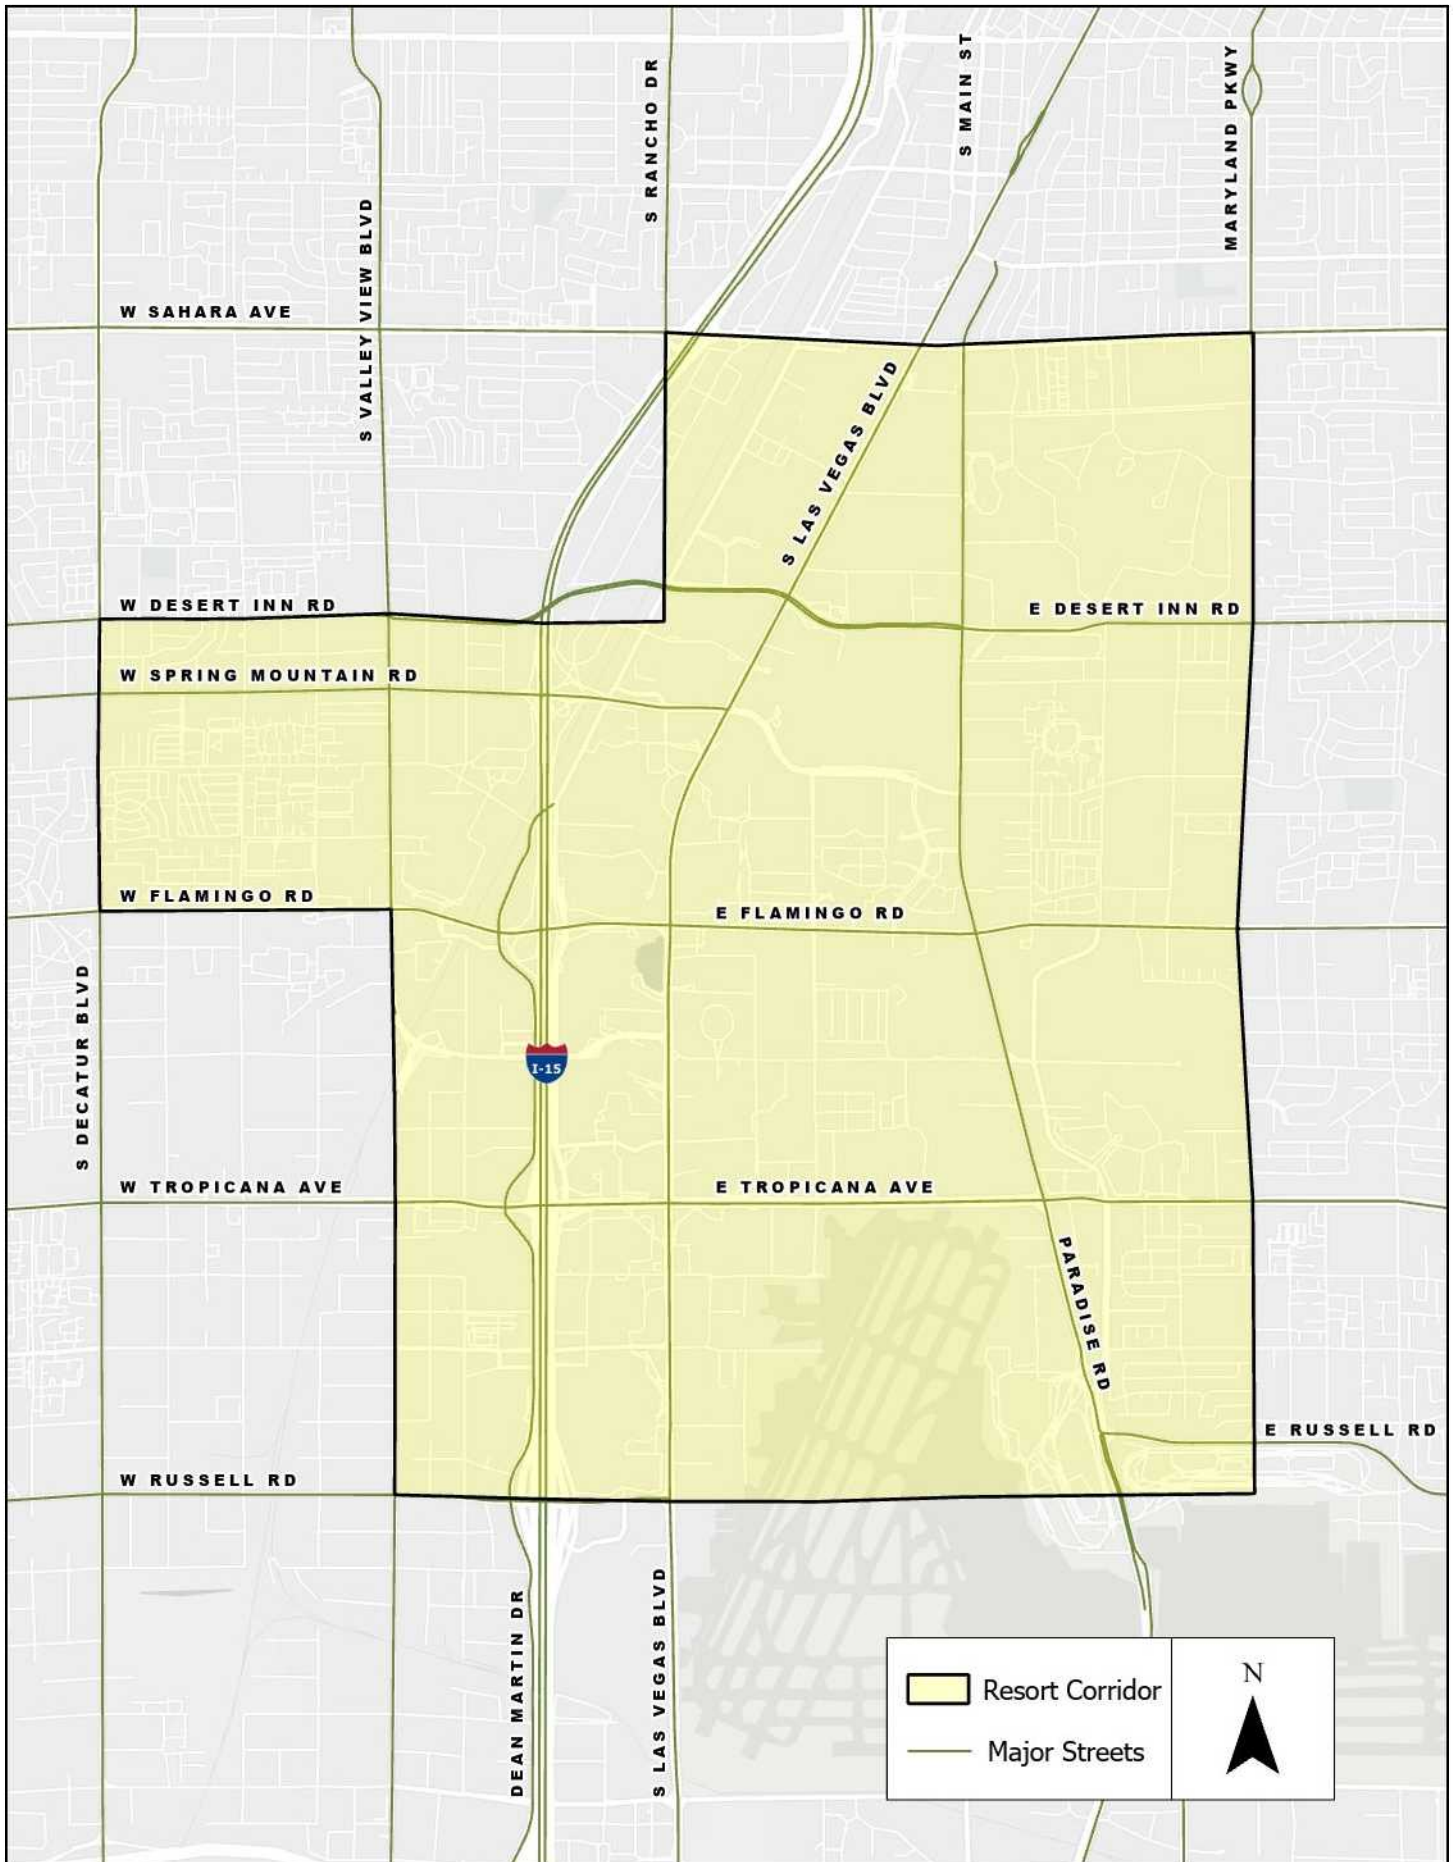 S MAIN ST
MARYLAND PKWY
S RANCHO DR
S VALLEY VIEW BLVD
W SAHARA AVE
S LAS VEGAS BLVD
W DESERT INN RD
E DESERT INN RD
W SPRING MOUNTAIN RD
W FLAMINGO RD
E FLAMINGO RD
S DECATUR BLVD
I-15
W TROPICANA AVE
E TROPICANA AVE
PARADISE RD
E RUSSELL RD
W RUSSELL RD
DEAN MARTIN DR
S LAS VEGAS BLVD
Resort Corridor
Major Streets
N